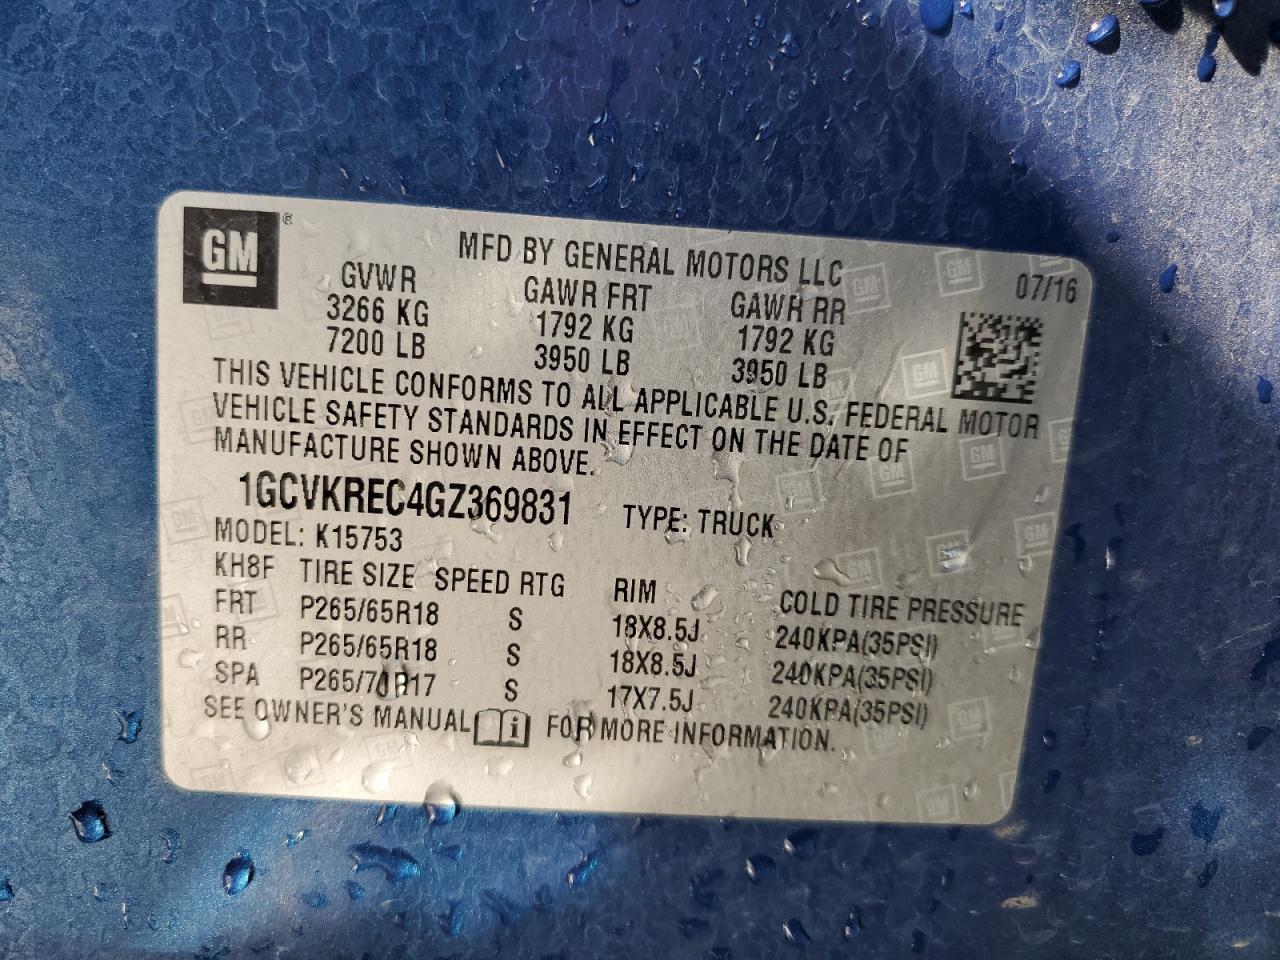 GM ®
MFD BY GENERAL MOTORS LLC
07/16
GVWR GAWR FRT GAWR RR
3266 KG 1792 KG 1792 KG
7200 LB 3950 LB 3950 LB
THIS VEHICLE CONFORMS TO ALL APPLICABLE U.S. FEDERAL MOTOR
VEHICLE SAFETY STANDARDS IN EFFECT ON THE DATE OF
MANUFACTURE SHOWN ABOVE.
1GCVKREC4GZ369831 TYPE: TRUCK
MODEL: K15753
KH8F TIRE SIZE SPEED RTG RIM COLD TIRE PRESSURE
FRT P265/65R18 S 18X8.5J 240KPA(35PSI)
RR P265/65R18 S 18X8.5J 240KPA(35PSI)
SPA P265/70R17 S 17X7.5J 240KPA(35PSI)
SEE OWNER'S MANUAL i FOR MORE INFORMATION.